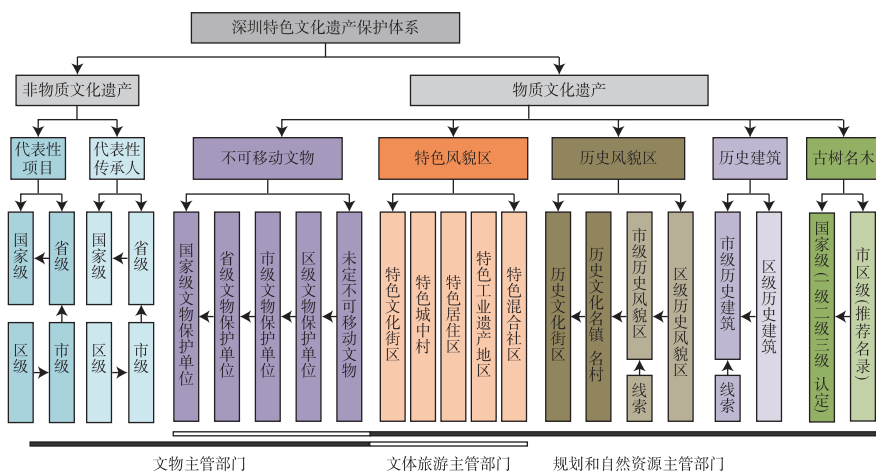 深圳特色文化遗产保护体系
非物质文化遗产
物质文化遗产
代表性
项目
代表性
传承人
不可移动文物
特色风貌区
历史风貌区
历史建筑
古树名木
国家级
省级
区级
市级
国家级
省级
区级
市级
国家级文物保护单位
省级文物保护单位
市级文物保护单位
区级文物保护单位
未定不可移动文物
特色文化街区
特色城中村
特色居住区
特色工业遗产地区
特色混合社区
历史文化街区
历史文化名镇 名村
市级历史风貌区
线索
区级历史风貌区
市级历史建筑
线索
区级历史建筑
国家级(一级二级三级 认定)
市区级(推荐名录)
文物主管部门
文体旅游主管部门
规划和自然资源主管部门